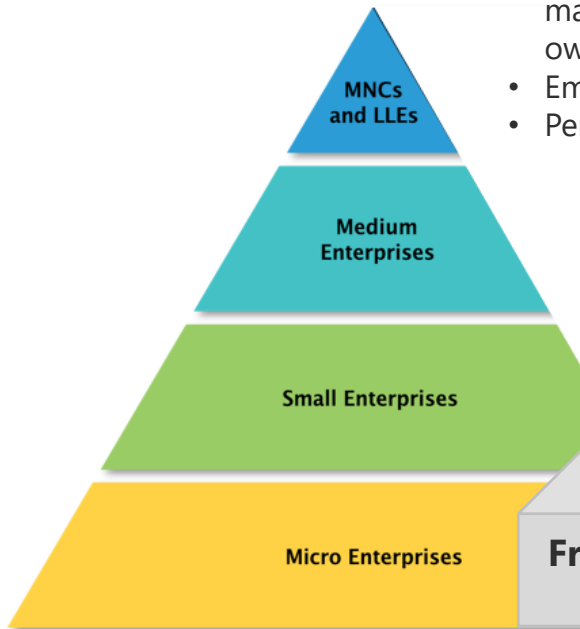 MNCs
and LLEs
Medium
Enterprises
Small Enterprises
Micro Enterprises